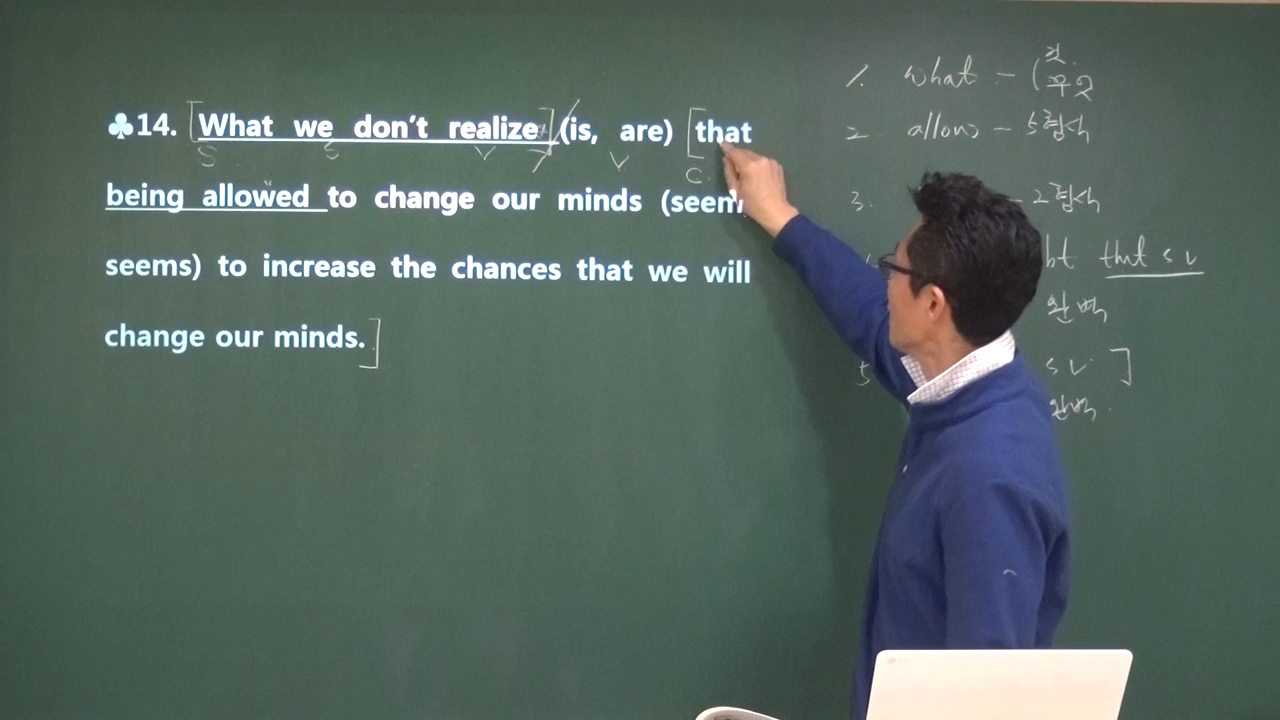 ♣14. What we don't realize (is, are) that
being allowed to change our minds (seem,
seems) to increase the chances that we will
change our minds.
S S V V C
1. what - ( 것
무엇
2. allow - 5형식
3. - 2형식
bt that s v
완벽
5 s v ]
완벽.